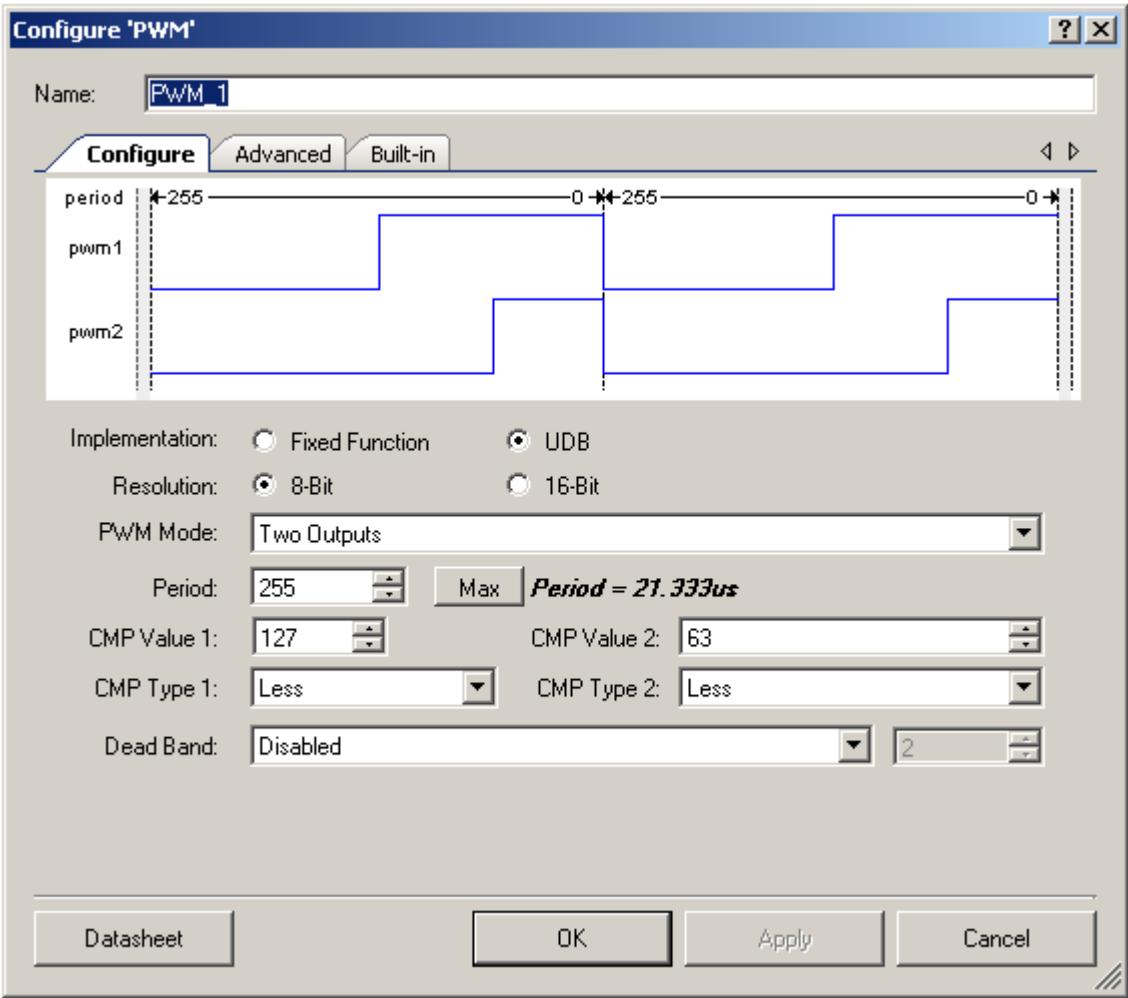 Configure 'PWM'
Name: PWM_1
Configure Advanced Built-in
period 255 0 255 0
pwm1
pwm2
Implementation: Fixed Function UDB
Resolution: 8-Bit 16-Bit
PWM Mode: Two Outputs
Period: 255 Max Period = 21.333us
CMP Value 1: 127 CMP Value 2: 63
CMP Type 1: Less CMP Type 2: Less
Dead Band: Disabled 2
Datasheet OK Apply Cancel